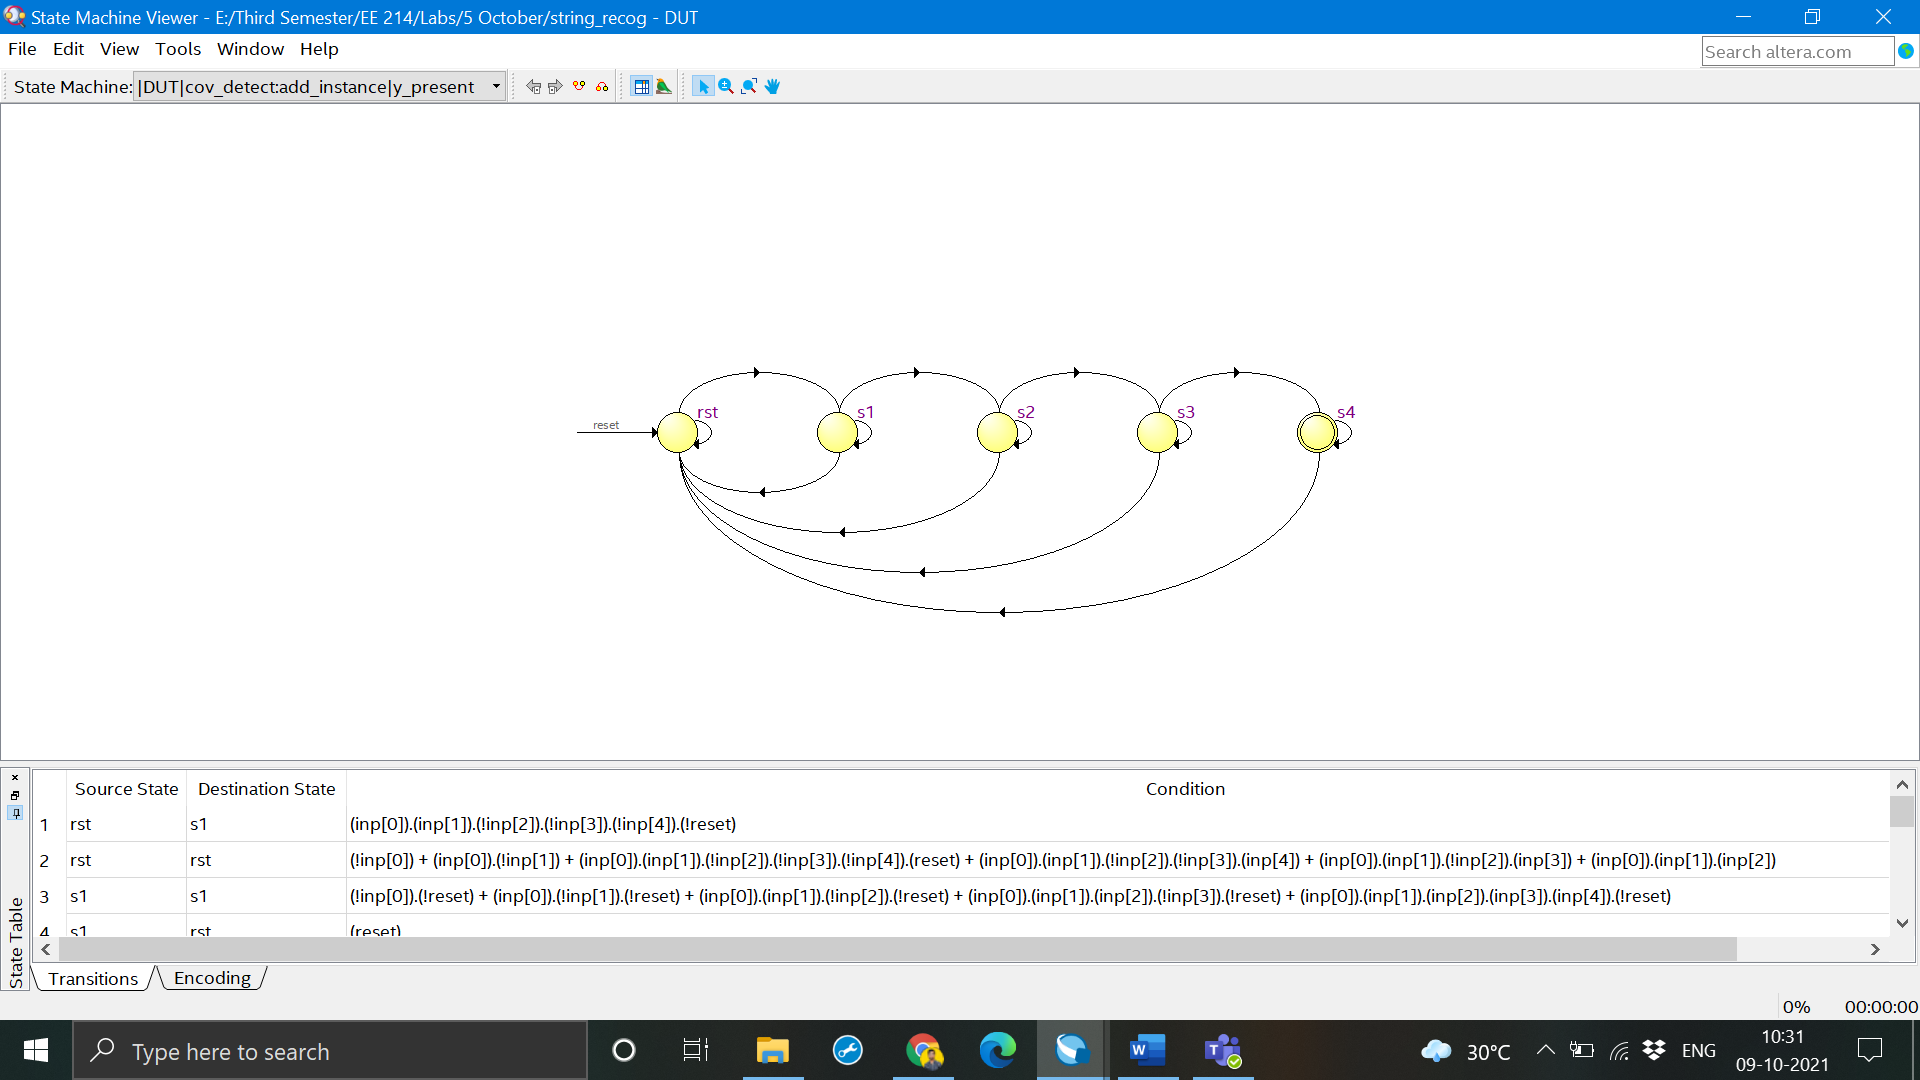 State Machine Viewer - E:/Third Semester/EE 214/Labs/5 October/string_recog - DUT
File Edit View Tools Window Help
Search altera.com
State Machine: |DUT|cov_detect:add_instance|y_present
rst s1 s2 s3 s4
reset
Source State Destination State Condition
1 rst s1 (inp[0]).(inp[1]).(!inp[2]).(!inp[3]).(!inp[4]).(!reset)
2 rst rst (!inp[0]) + (inp[0]).(!inp[1]) + (inp[0]).(inp[1]).(!inp[2]).(!inp[3]).(!inp[4]).(reset) + (inp[0]).(inp[1]).(!inp[2]).(!inp[3]).(inp[4]) + (inp[0]).(inp[1]).(!inp[2]).(inp[3]) + (inp[0]).(inp[1]).(inp[2])
3 s1 s1 (!inp[0]).(!reset) + (inp[0]).(!inp[1]).(!reset) + (inp[0]).(inp[1]).(!inp[2]).(!reset) + (inp[0]).(inp[1]).(inp[2]).(!inp[3]).(!reset) + (inp[0]).(inp[1]).(inp[2]).(inp[3]).(inp[4]).(!reset)
4 s1 rst (reset)
State Table
Transitions Encoding
0% 00:00:00
Type here to search
30°C ENG 10:31
09-10-2021